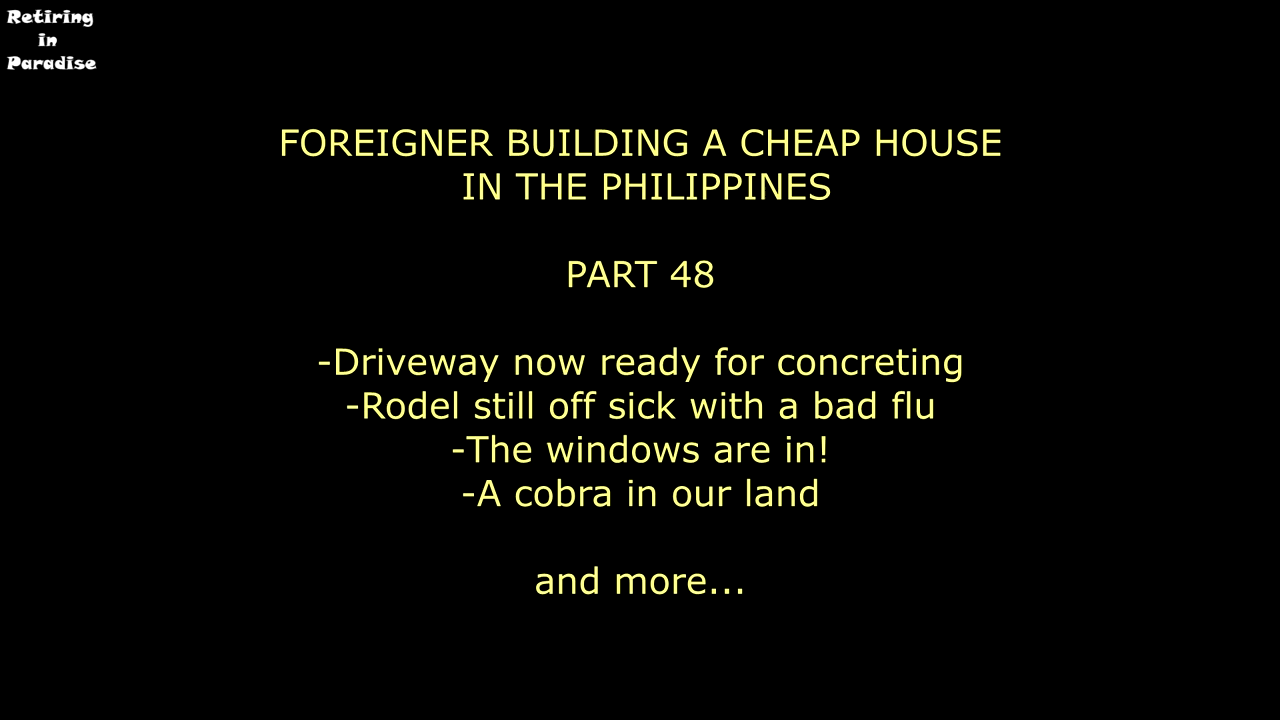 Retiring
in
Paradise
FOREIGNER BUILDING A CHEAP HOUSE
IN THE PHILIPPINES
PART 48
-Driveway now ready for concreting
-Rodel still off sick with a bad flu
-The windows are in!
-A cobra in our land
and more...